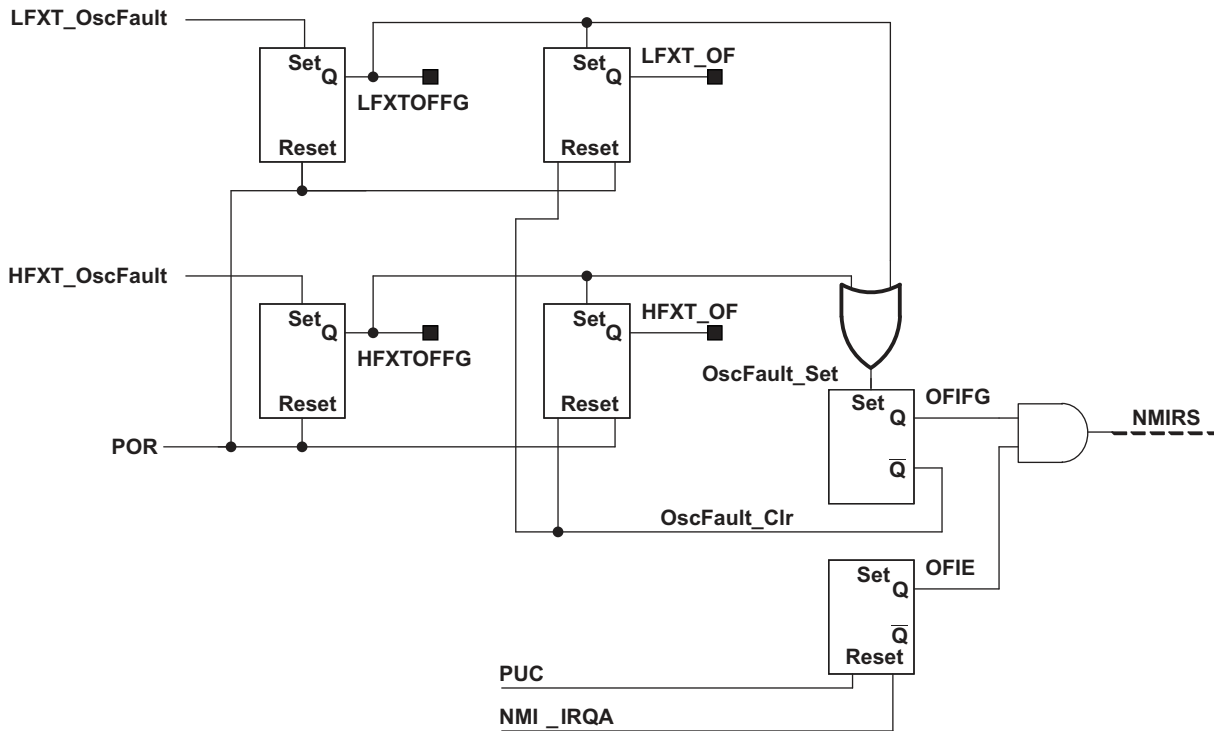 LFXT_OscFault
Set
Q
LFXTOFFG
Reset
Set
Q
LFXT_OF
Reset
HFXT_OscFault
Set
Q
HFXTOFFG
Reset
Set
Q
HFXT_OF
Reset
POR
OscFault_Set
Set
Q
OFIFG
Q
OscFault_Clr
NMIRS
Set
Q
OFIE
Q
Reset
PUC
NMI _IRQA